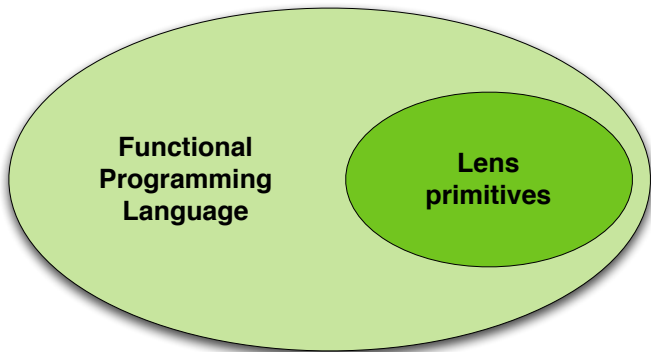 Functional
Programming
Language
Lens
primitives